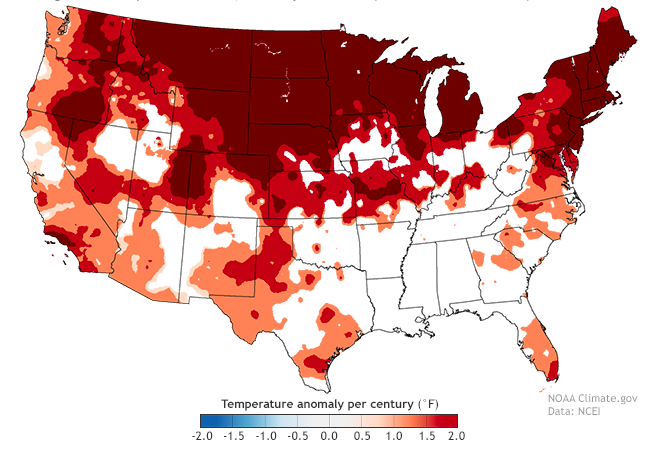 Temperature anomaly per century (°F)
-2.0 -1.5 -1.0 -0.5 0.0 0.5 1.0 1.5 2.0
NOAA Climate.gov
Data: NCEI